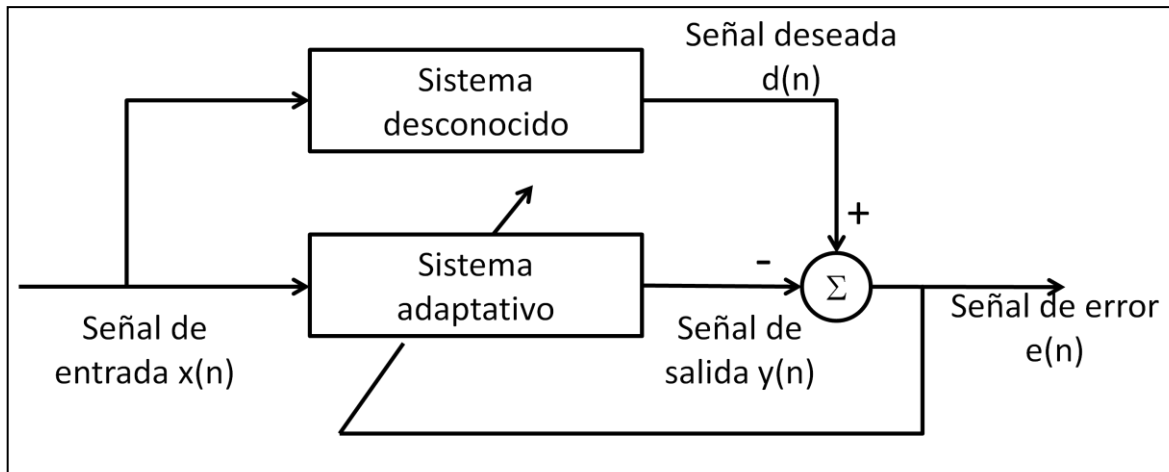 Señal deseada
d(n)
Sistema
desconocido
+
Sistema
adaptativo
-
Σ
Señal de
entrada x(n)
Señal de
salida y(n)
Señal de error
e(n)